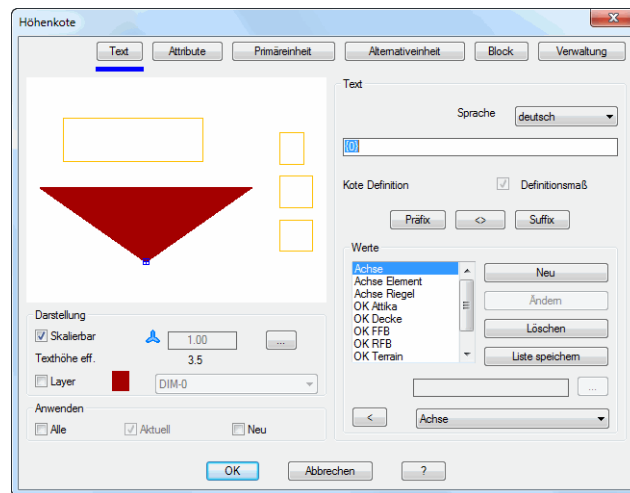 Höhenkote
Text
Attribute
Primäreinheit
Alternativeinheit
Block
Verwaltung
Text
Sprache
deutsch
{0}
Kote Definition
Definitionsmaß
Präfix
<>
Suffix
Werte
Achse
Achse Element
Achse Riegel
OK Attika
OK Decke
OK FFB
OK RFB
OK Terrain
Neu
Ändern
Löschen
Liste speichern
...
<
Achse
Darstellung
Skalierbar
1.00
...
Texthöhe eff.
3.5
Layer
DIM-0
Anwenden
Alle
Aktuell
Neu
OK
Abbrechen
?